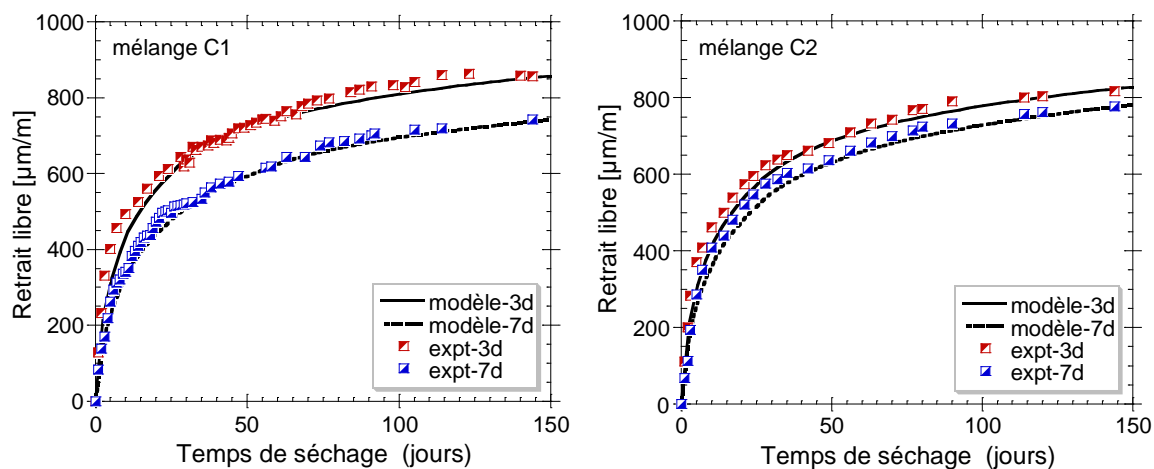 mélange C1
1000
800
600
400
200
0
Retrait libre [µm/m]
0 50 100 150
Temps de séchage (jours)
modèle-3d
modèle-7d
expt-3d
expt-7d
mélange C2
1000
800
600
400
200
0
Retrait libre [µm/m]
0 50 100 150
Temps de séchage (jours)
modèle-3d
modèle-7d
expt-3d
expt-7d